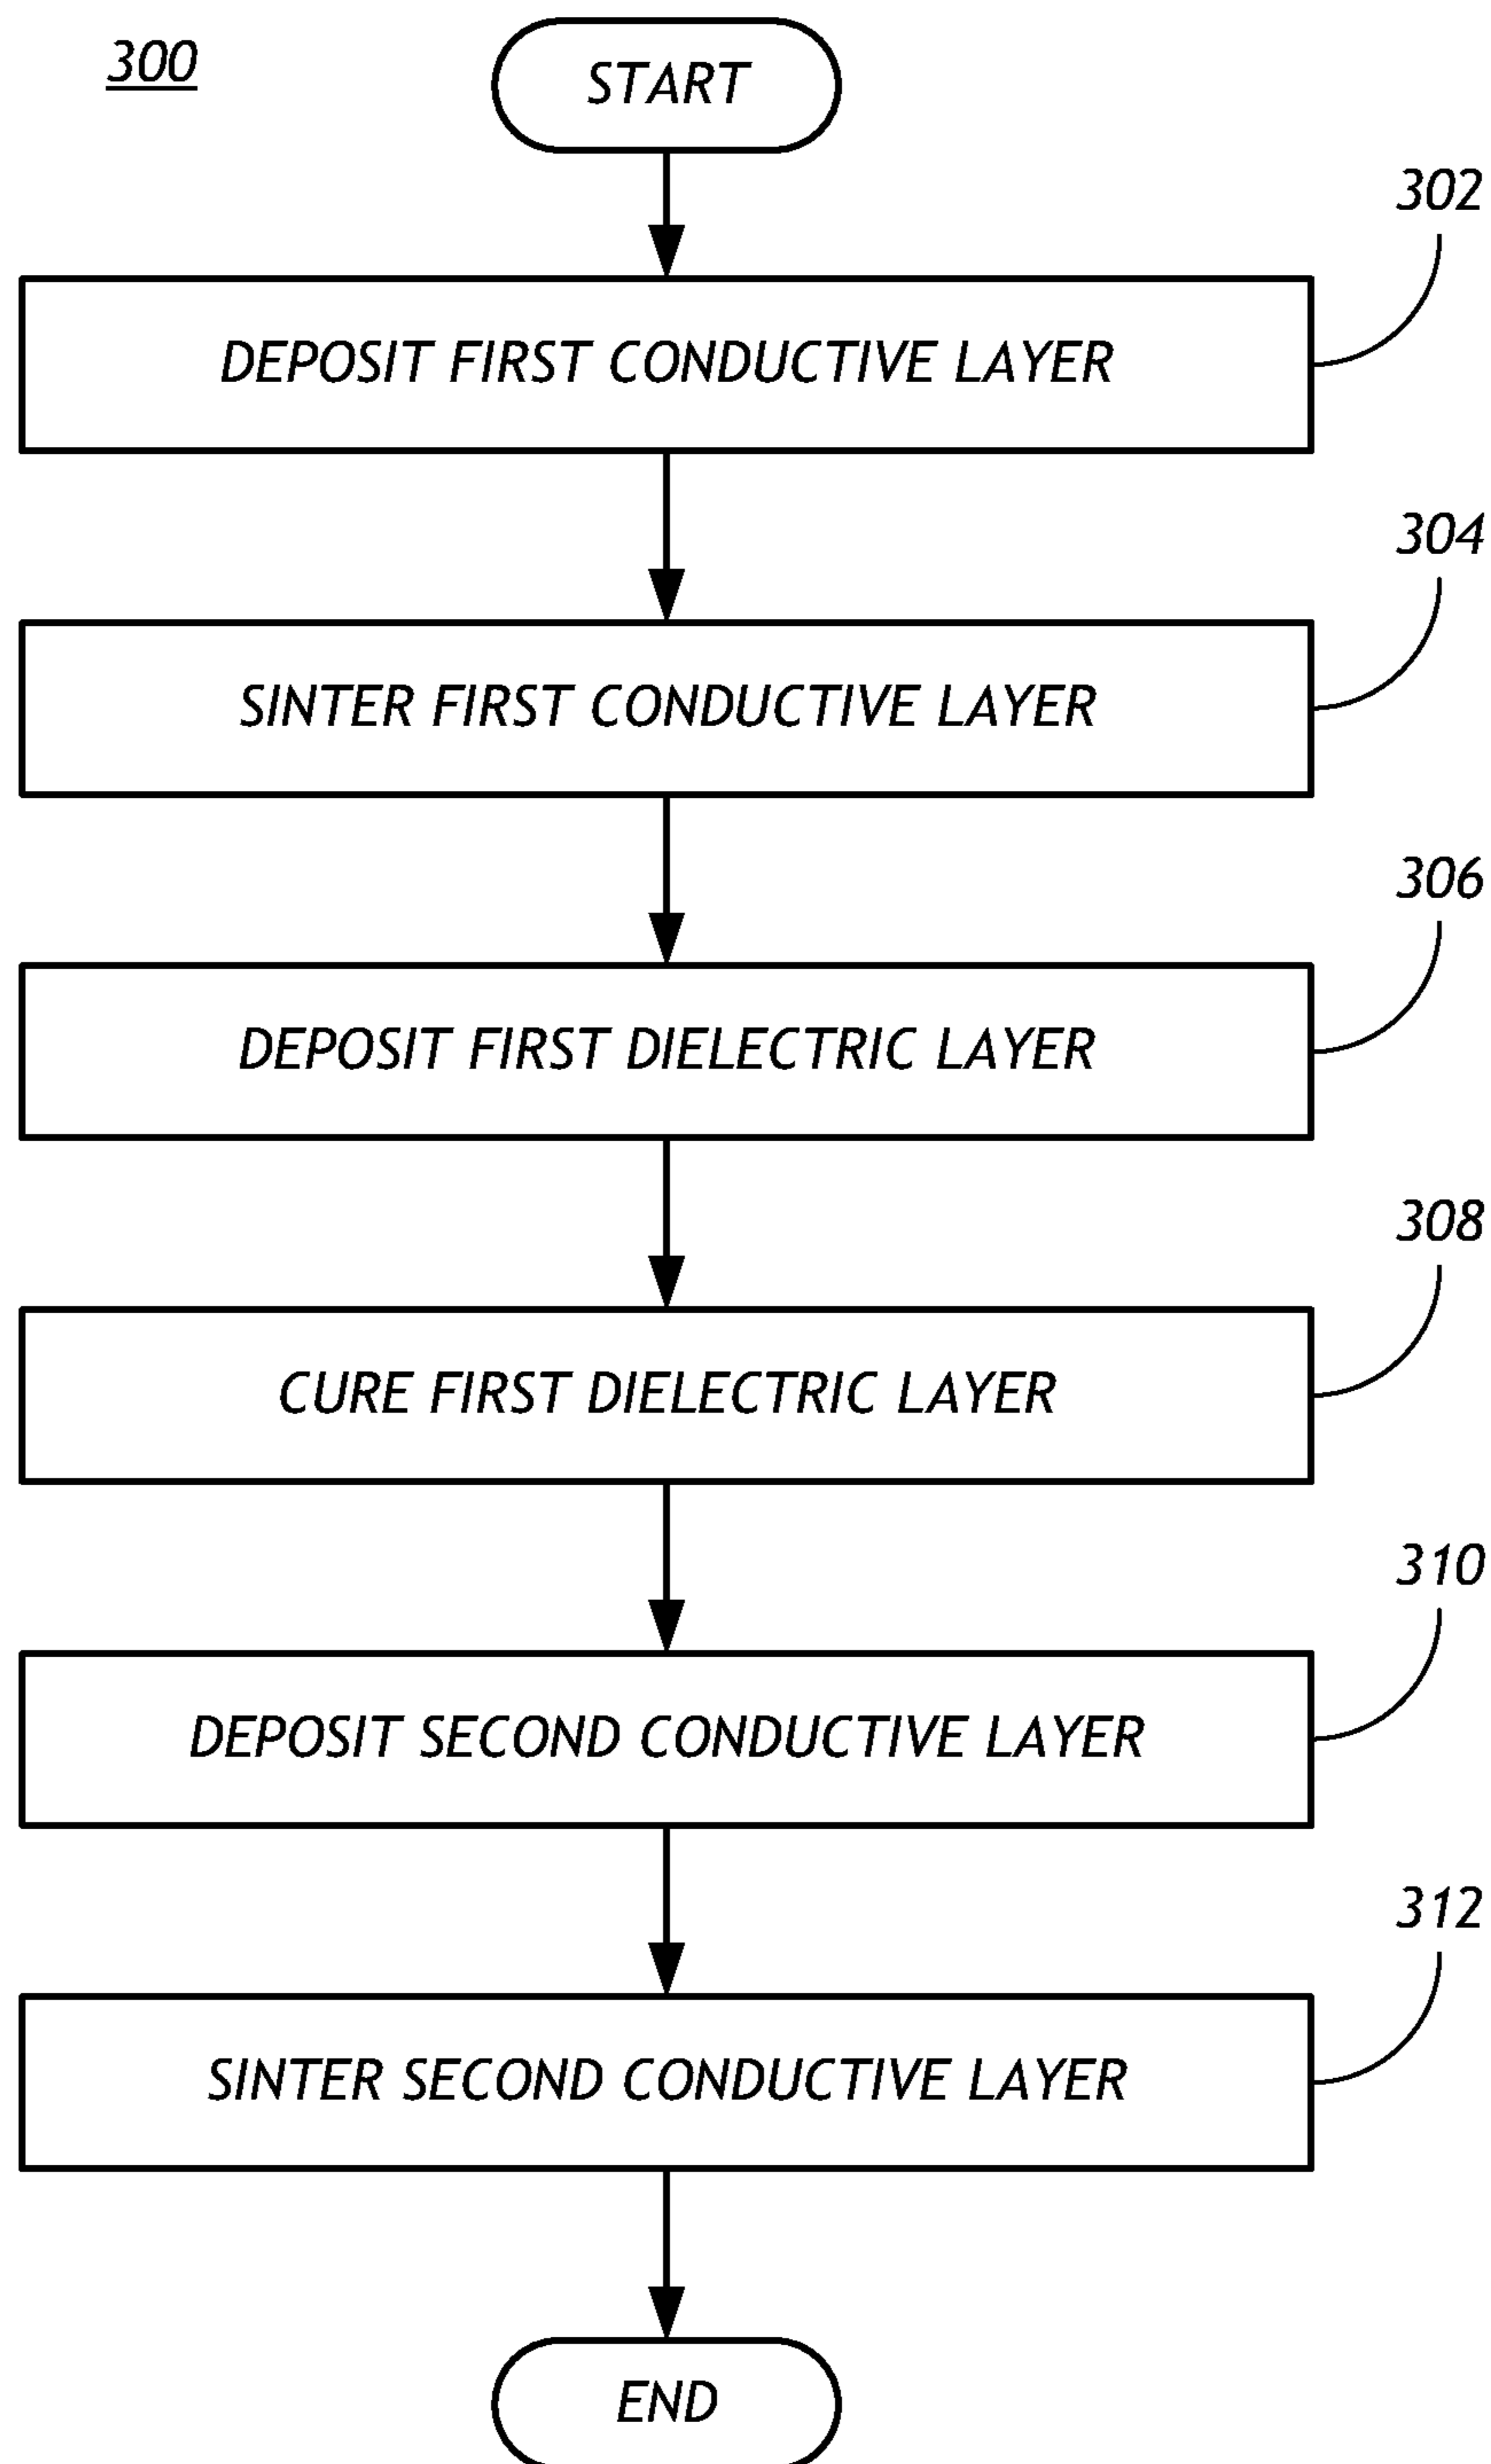 300
START
302
DEPOSIT FIRST CONDUCTIVE LAYER
304
SINTER FIRST CONDUCTIVE LAYER
306
DEPOSIT FIRST DIELECTRIC LAYER
308
CURE FIRST DIELECTRIC LAYER
310
DEPOSIT SECOND CONDUCTIVE LAYER
312
SINTER SECOND CONDUCTIVE LAYER
END